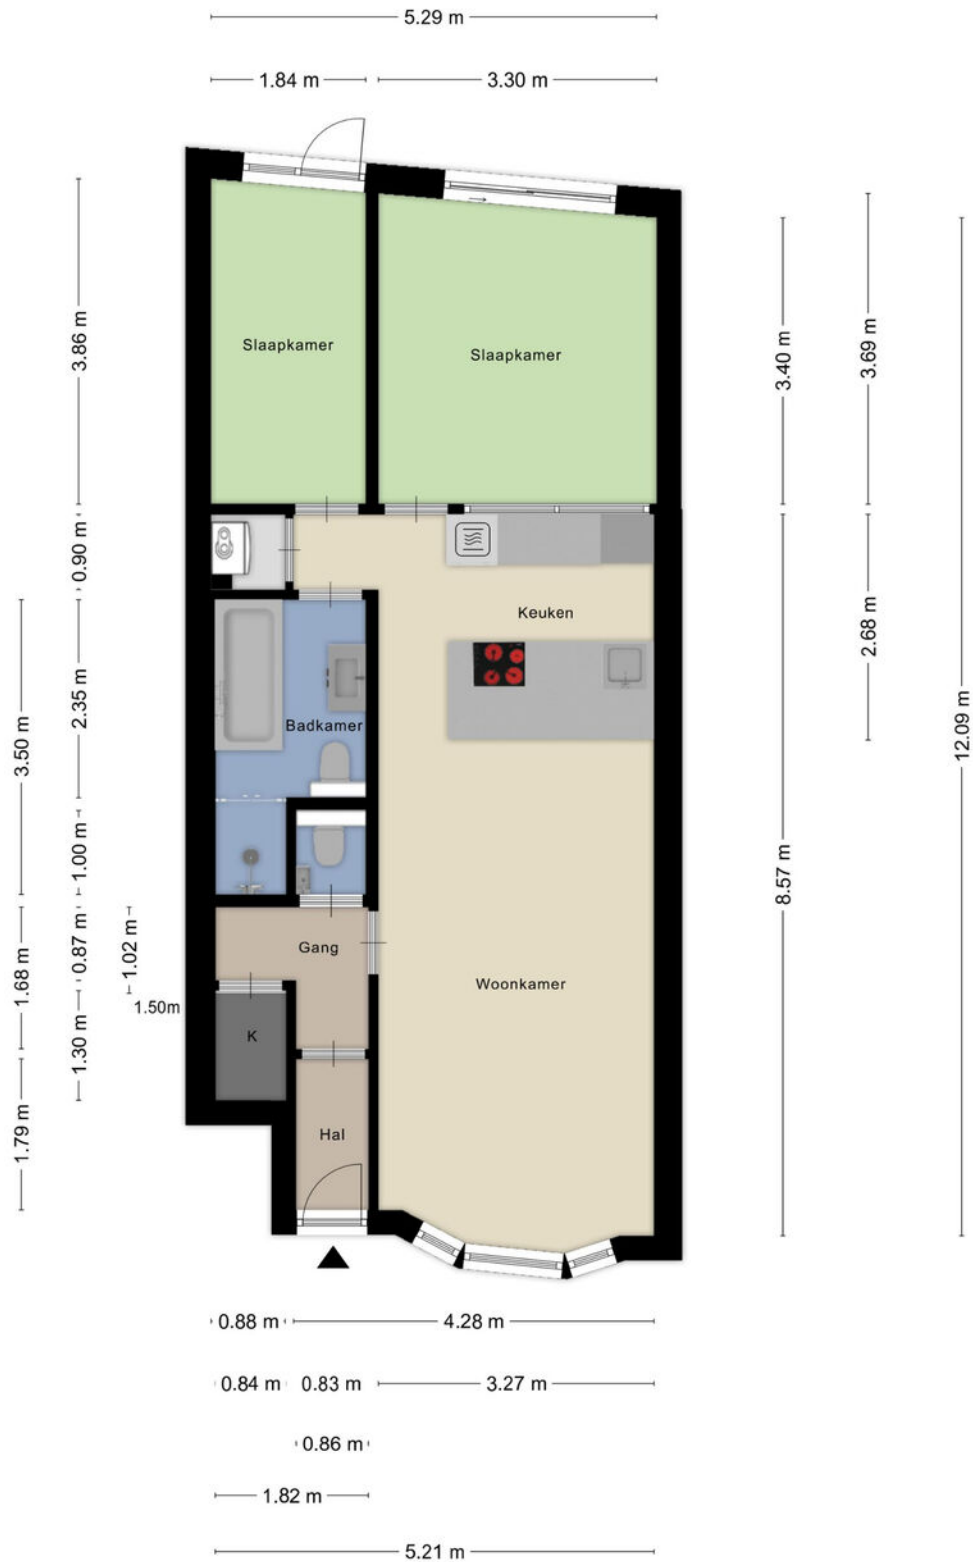 5.29 m
1.84 m
3.30 m
Slaapkamer
Slaapkamer
3.86 m
3.40 m
3.69 m
0.90 m
Keuken
2.68 m
2.35 m
3.50 m
Badkamer
12.09 m
1.00 m
8.57 m
0.87 m
1.02 m
1.68 m
Gang
Woonkamer
1.50m
K
1.30 m
1.79 m
Hal
0.88 m
4.28 m
0.84 m
0.83 m
3.27 m
0.86 m
1.82 m
5.21 m